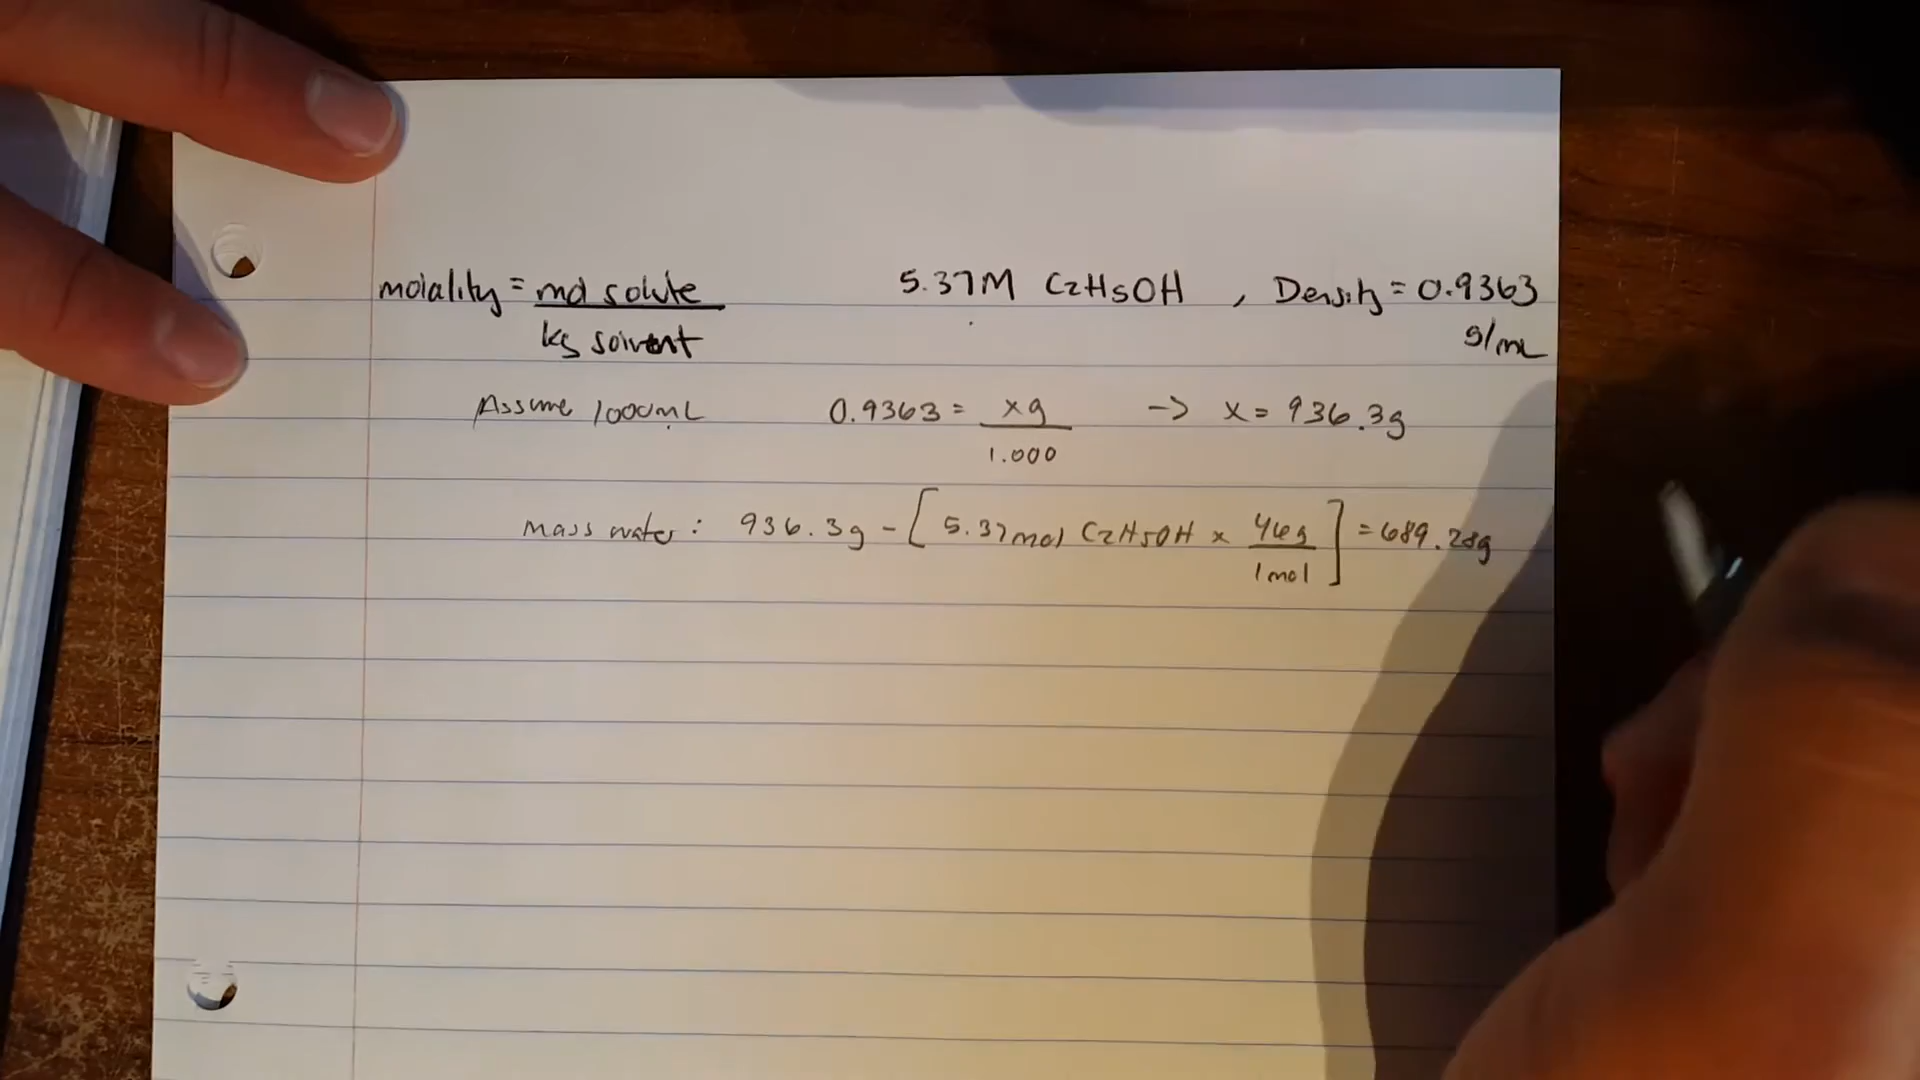 molality = mol solute / kg solvent
5.37M C2H5OH , Density = 0.9363 g/mL
Assume 1000mL 0.9363 = xg / 1.000 -> x = 936.3g
mass water : 936.3g - [ 5.37mol C2H5OH x 46g / 1mol ] = 689.28g